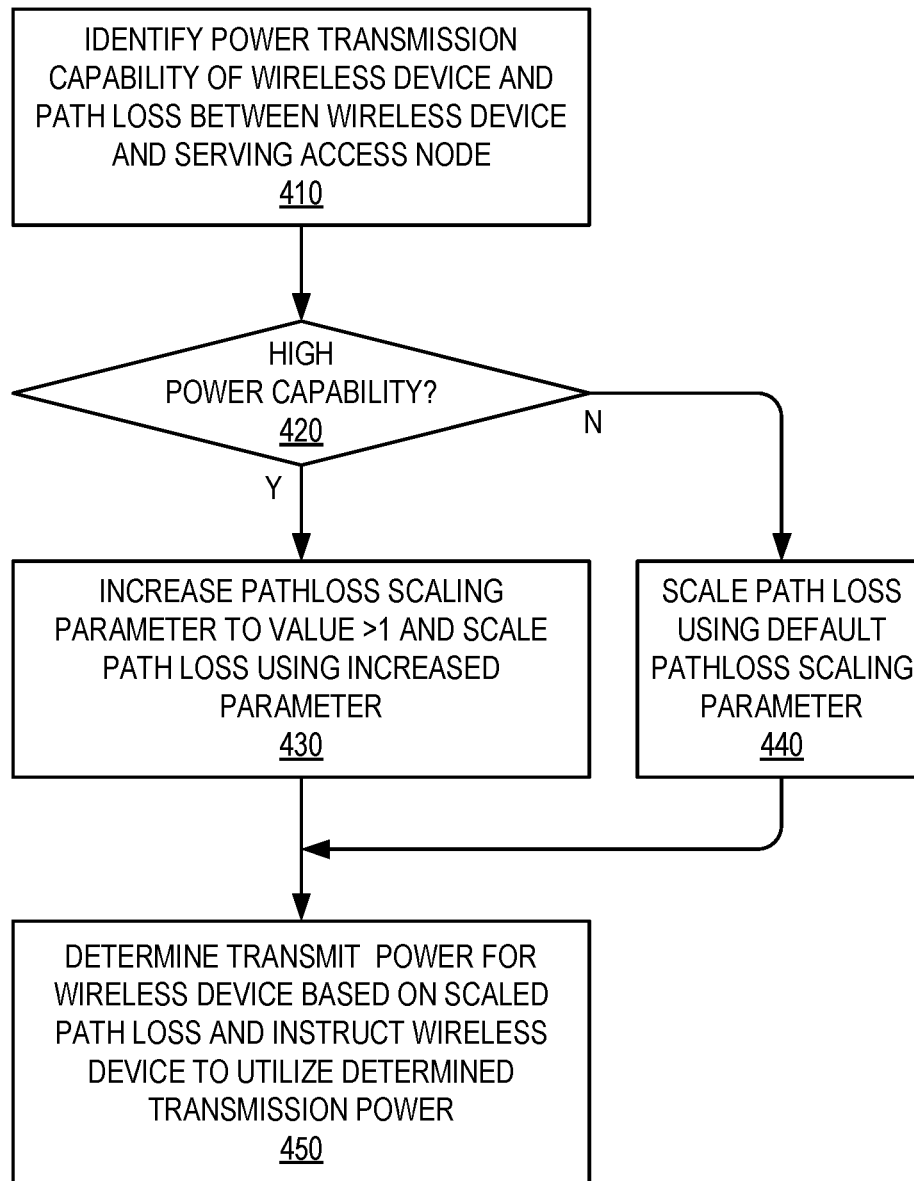 IDENTIFY POWER TRANSMISSION
CAPABILITY OF WIRELESS DEVICE AND
PATH LOSS BETWEEN WIRELESS DEVICE
AND SERVING ACCESS NODE
410
HIGH
POWER CAPABILITY?
420
N
Y
INCREASE PATHLOSS SCALING
PARAMETER TO VALUE >1 AND SCALE
PATH LOSS USING INCREASED
PARAMETER
430
SCALE PATH LOSS
USING DEFAULT
PATHLOSS SCALING
PARAMETER
440
DETERMINE TRANSMIT POWER FOR
WIRELESS DEVICE BASED ON SCALED
PATH LOSS AND INSTRUCT WIRELESS
DEVICE TO UTILIZE DETERMINED
TRANSMISSION POWER
450